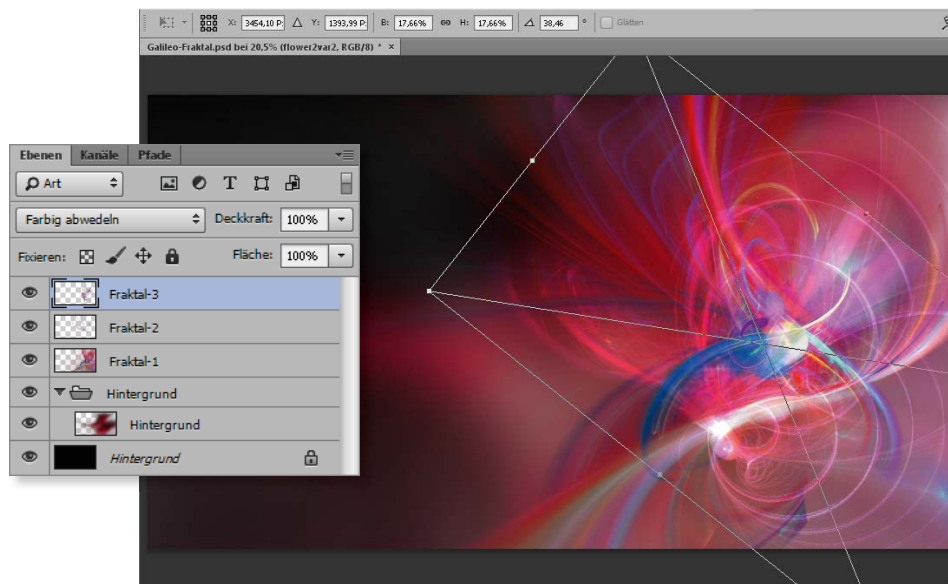 X: 3454,10 P: Δ Y: 1393,99 P: B: 17,66% H: 17,66% 38,46 ° Glätten
Galileo-Fraktal.psd bei 20,5% (flower2var2, RGB/8) * ×
Ebenen Kanäle Pfade
Art
Farbig abwedeln Deckkraft: 100%
Fixieren: Fläche: 100%
Fraktal-3
Fraktal-2
Fraktal-1
Hintergrund
Hintergrund
Hintergrund